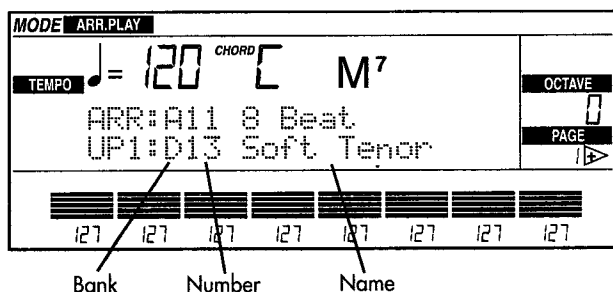 MODE ARR.PLAY
TEMPO ♩= 120 CHORD C M7
OCTAVE
0
ARR:A11 8 Beat
PAGE
UP1:D13 Soft Tenor
1+
127 127 127 127 127 127 127 127
Bank Number Name